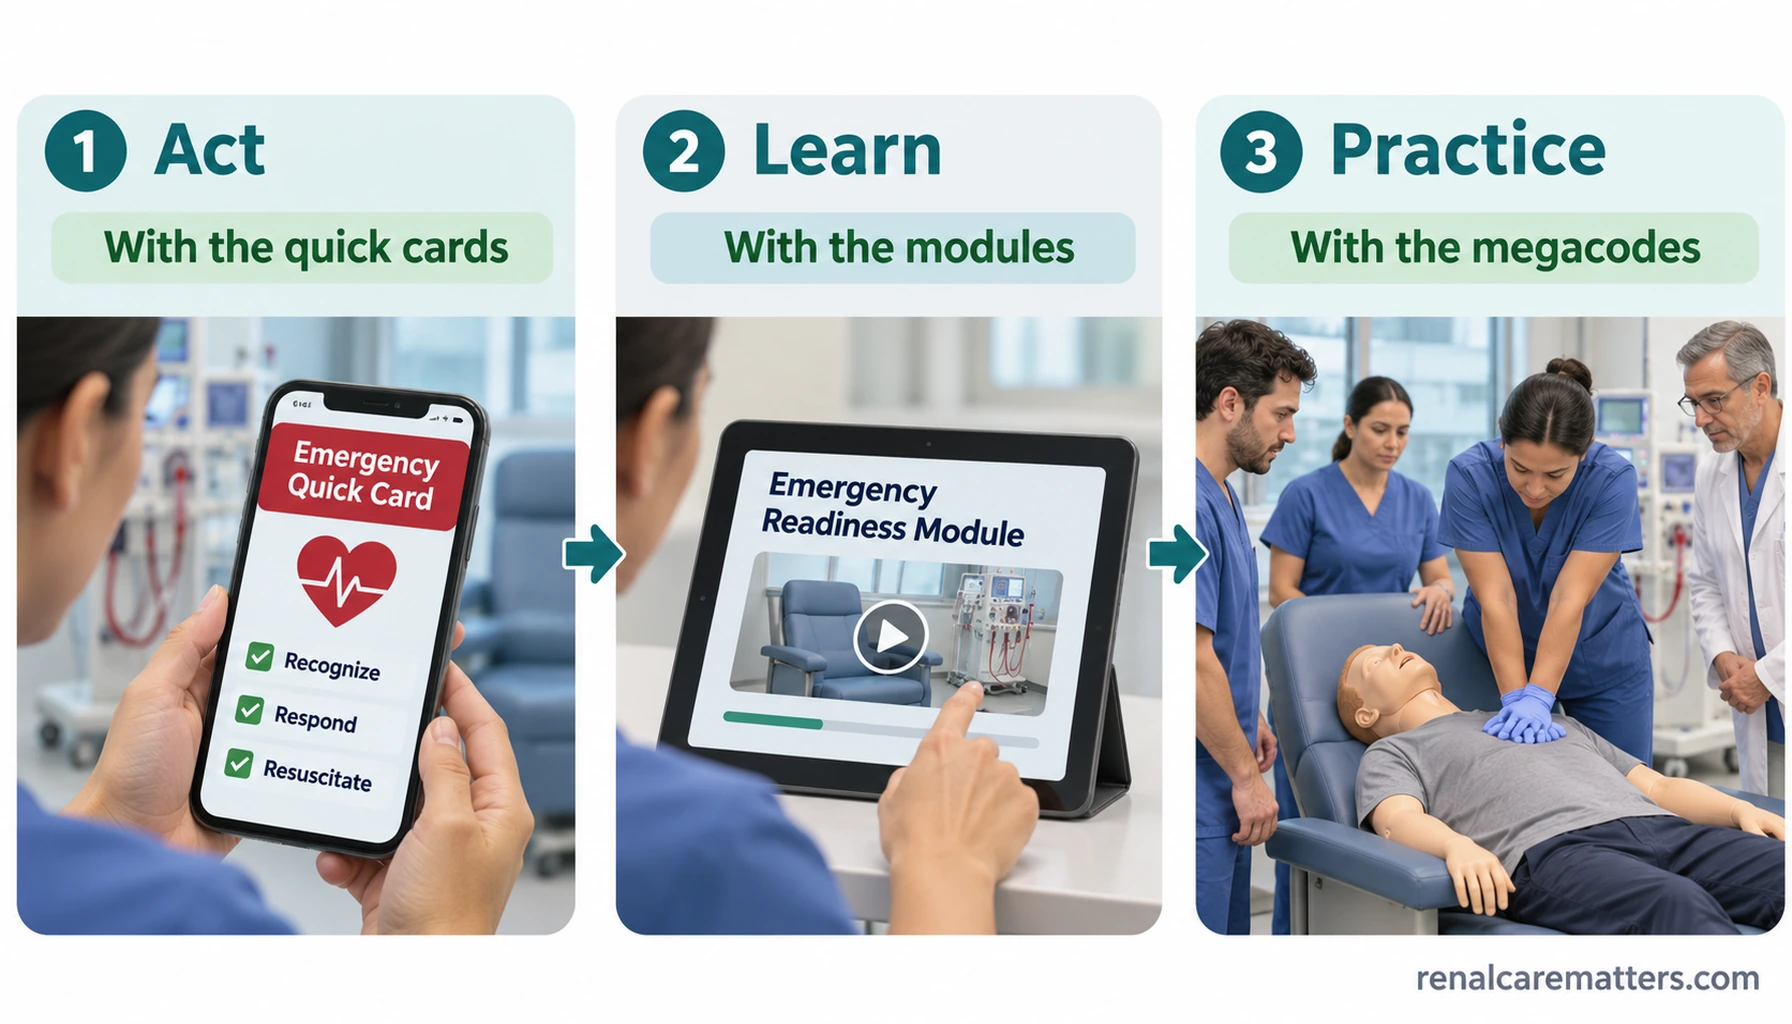 1 Act
With the quick cards
Emergency
Quick Card
Recognize
Respond
Resuscitate
2 Learn
With the modules
Emergency
Readiness Module
3 Practice
With the megacodes
renalcarematters.com